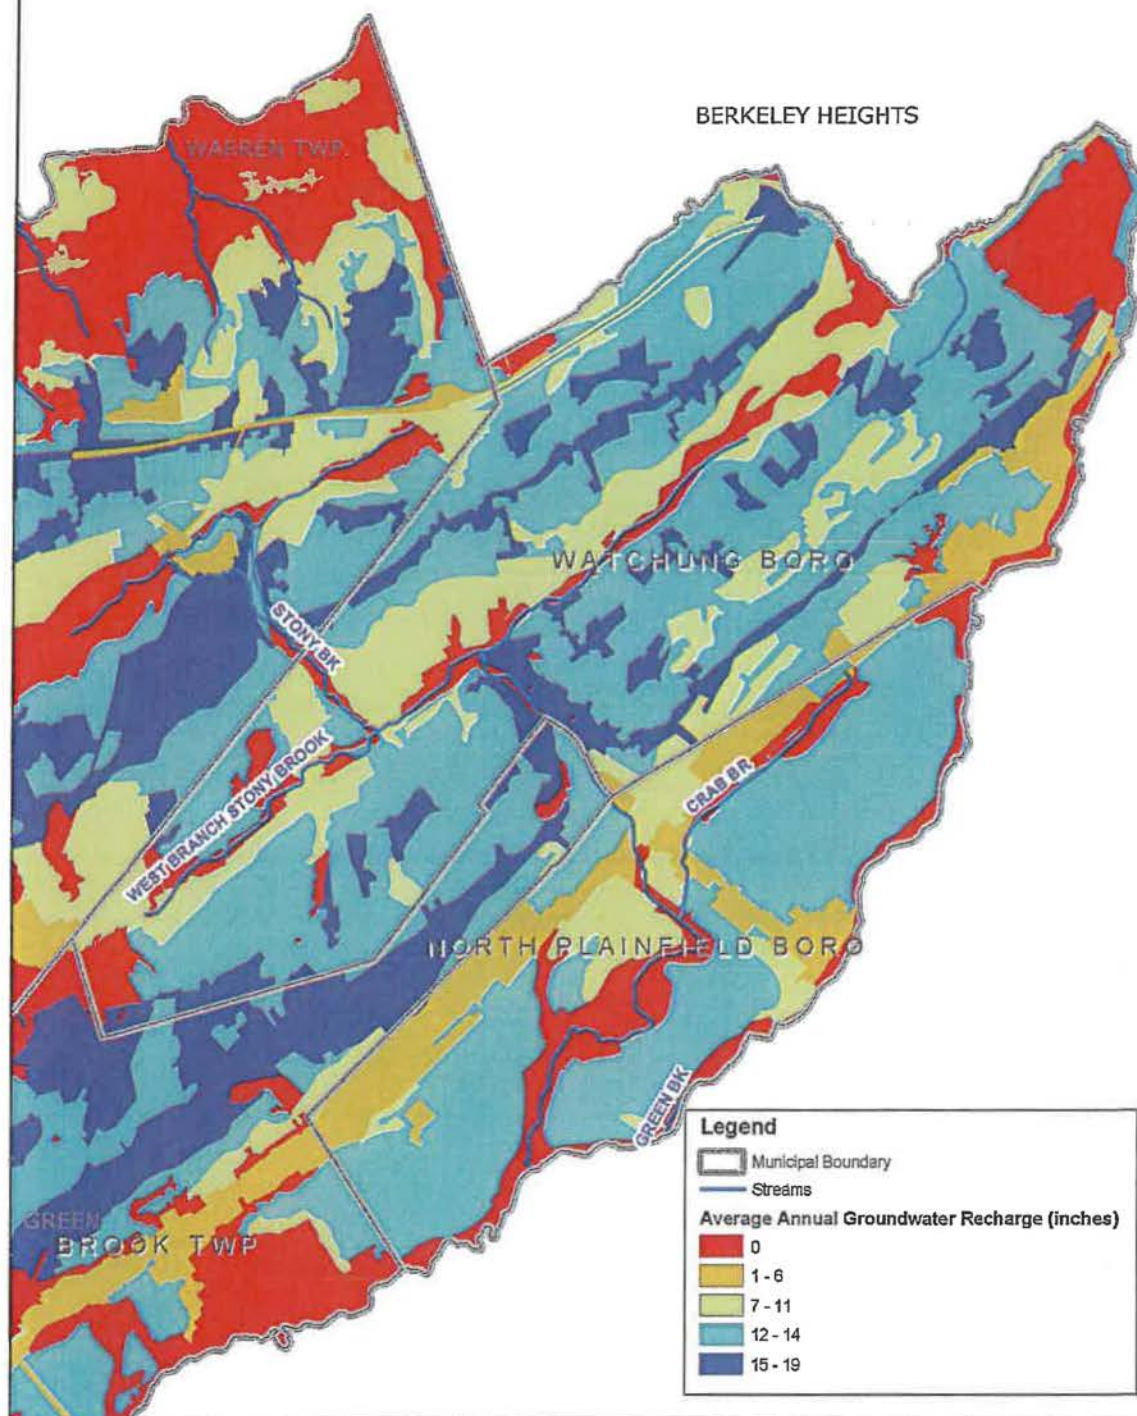 BERKELEY HEIGHTS
WARREN TWP.
WATCHUNG BORO
STONY BK
WEST BRANCH STONY BROOK
CRAB BR
NORTH PLAINFIELD BORO
GREEN BK
GREEN
BROOK TWP
Legend
Municipal Boundary
Streams
Average Annual Groundwater Recharge (inches)
0
1 - 6
7 - 11
12 - 14
15 - 19